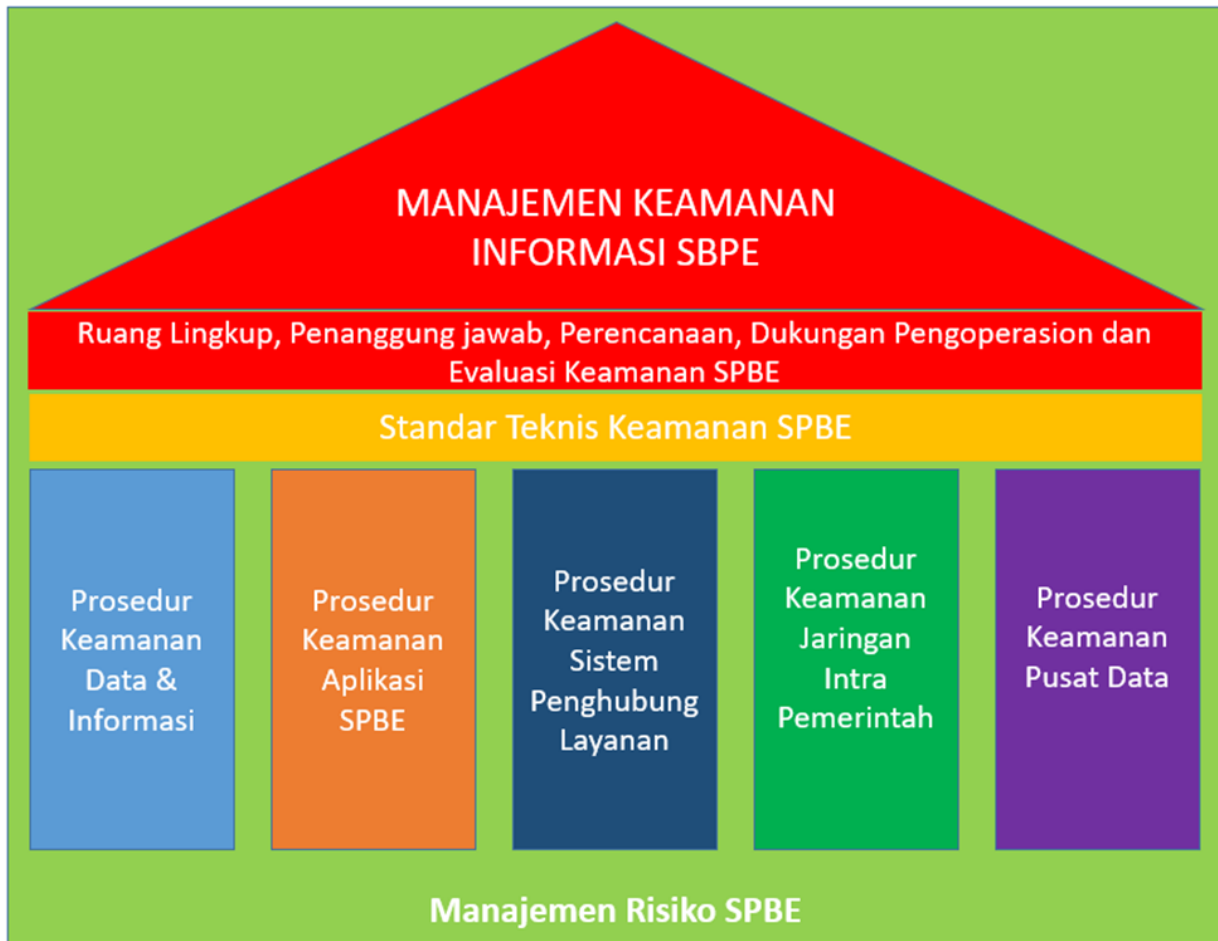 MANAJEMEN KEAMANAN
INFORMASI SBPE
Ruang Lingkup, Penanggung jawab, Perencanaan, Dukungan Pengoperasion dan
Evaluasi Keamanan SPBE
Standar Teknis Keamanan SPBE
Prosedur
Keamanan
Data &
Informasi
Prosedur
Keamanan
Aplikasi
SPBE
Prosedur
Keamanan
Sistem
Penghubung
Layanan
Prosedur
Keamanan
Jaringan
Intra
Pemerintah
Prosedur
Keamanan
Pusat Data
Manajemen Risiko SPBE